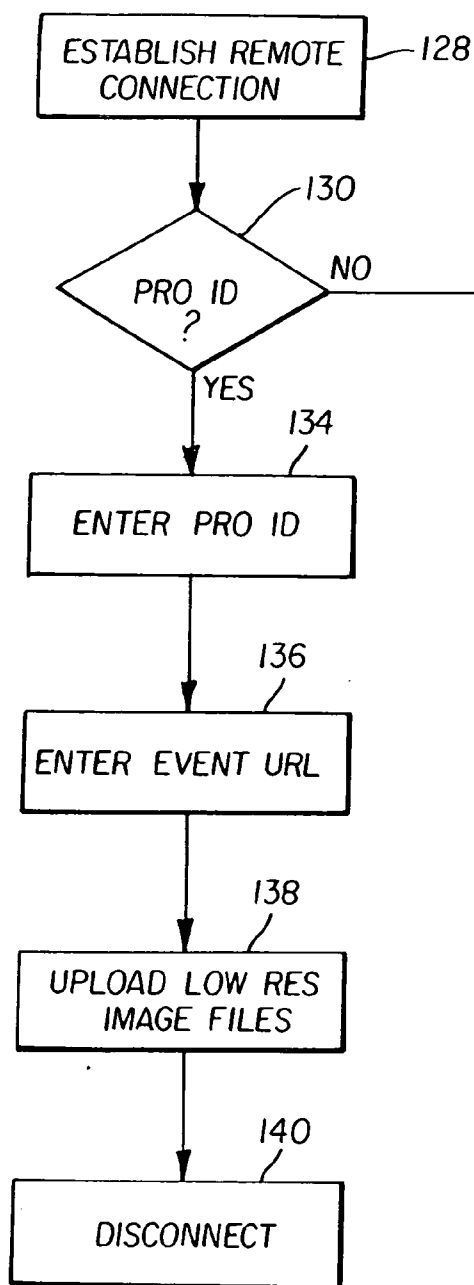 ESTABLISH REMOTE
CONNECTION
128
130
PRO ID
?
NO
YES
134
ENTER PRO ID
136
ENTER EVENT URL
138
UPLOAD LOW RES
IMAGE FILES
140
DISCONNECT